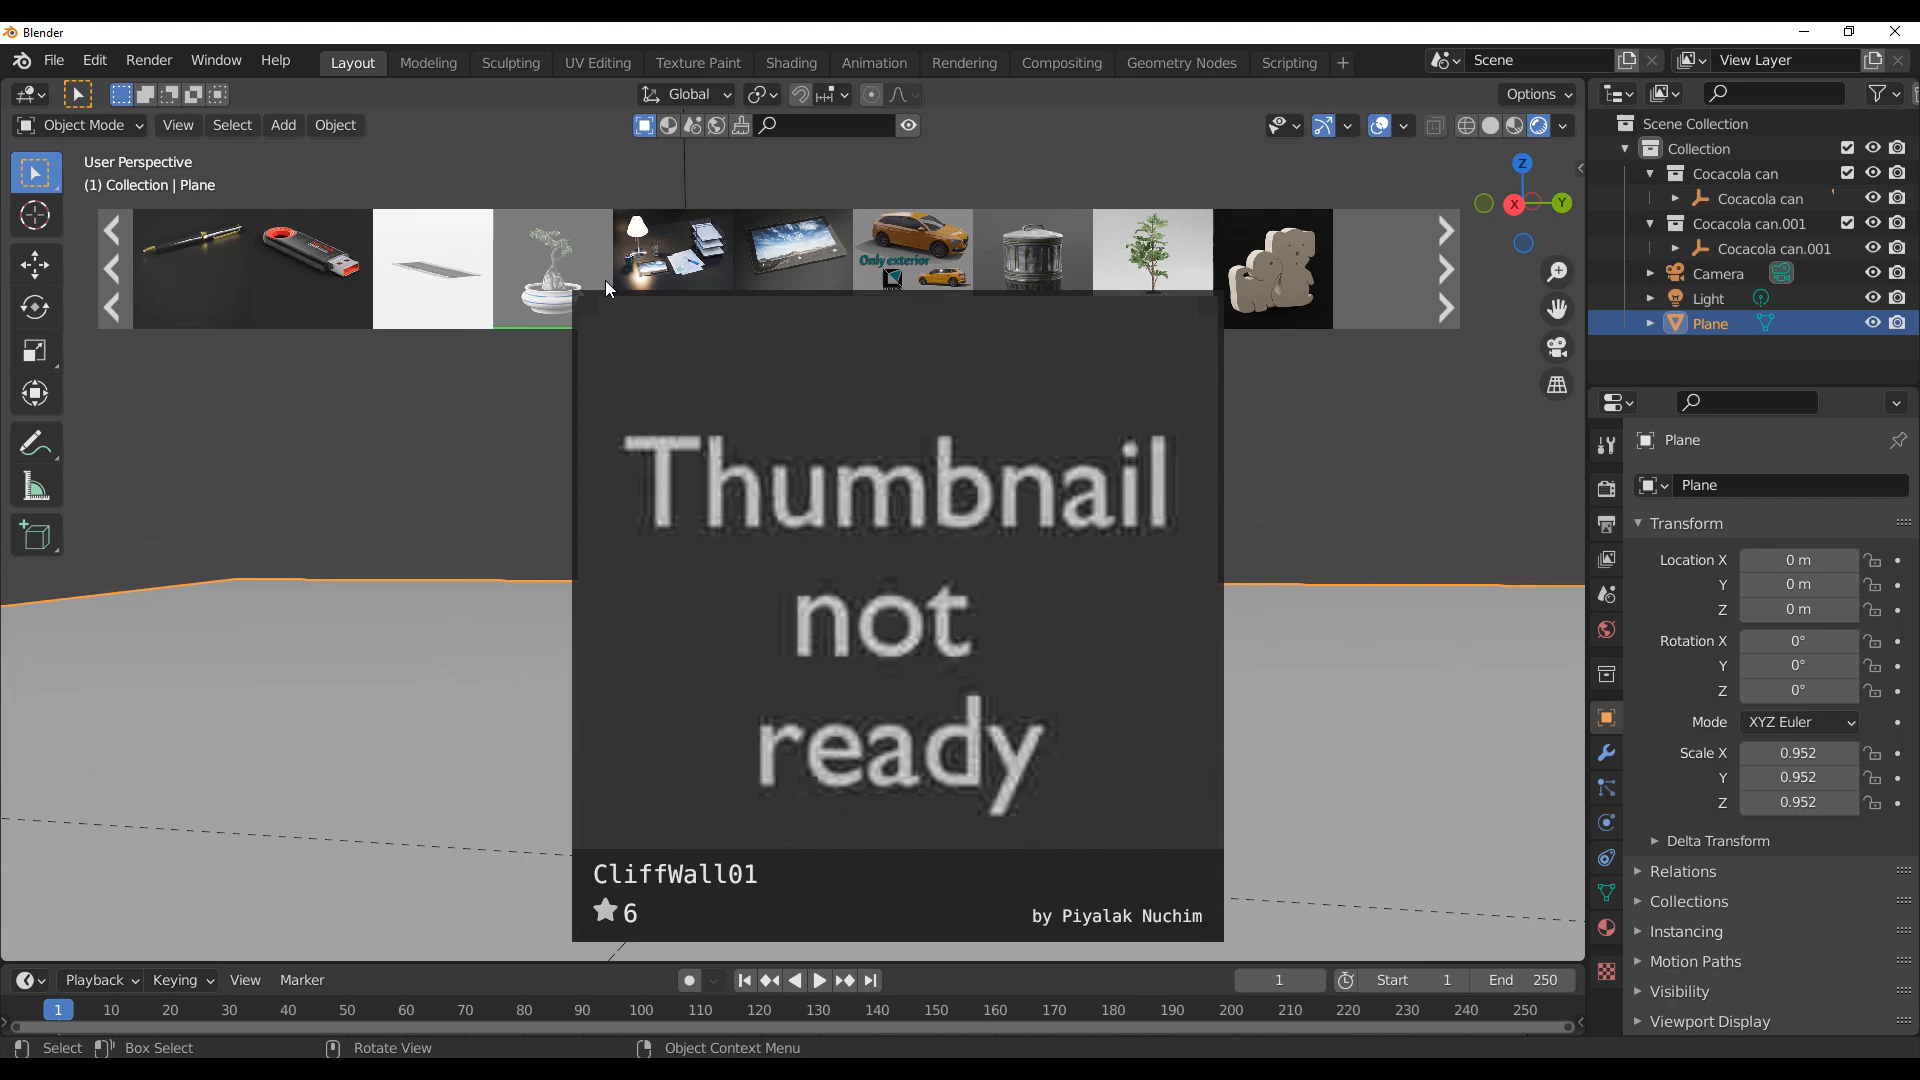 Blender
File Edit Render Window Help Layout Modeling Sculpting UV Editing Texture Paint Shading Animation Rendering Compositing Geometry Nodes Scripting + Scene View Layer
Global Options
Object Mode View Select Add Object
User Perspective
(1) Collection | Plane
Only exterior
Thumbnail
not
ready
CliffWall01
6
by Piyalak Nuchim
Z
X
Y
Scene Collection
Collection
Cocacola can
Cocacola can
Cocacola can.001
Cocacola can.001
Camera
Light
Plane
Plane
Plane
Transform
Location X 0 m
Y 0 m
Z 0 m
Rotation X 0°
Y 0°
Z 0°
Mode XYZ Euler
Scale X 0.952
Y 0.952
Z 0.952
Delta Transform
Relations
Collections
Instancing
Motion Paths
Visibility
Viewport Display
Playback Keying View Marker 1 Start 1 End 250
1 10 20 30 40 50 60 70 80 90 100 110 120 130 140 150 160 170 180 190 200 210 220 230 240 250
Select Box Select Rotate View Object Context Menu